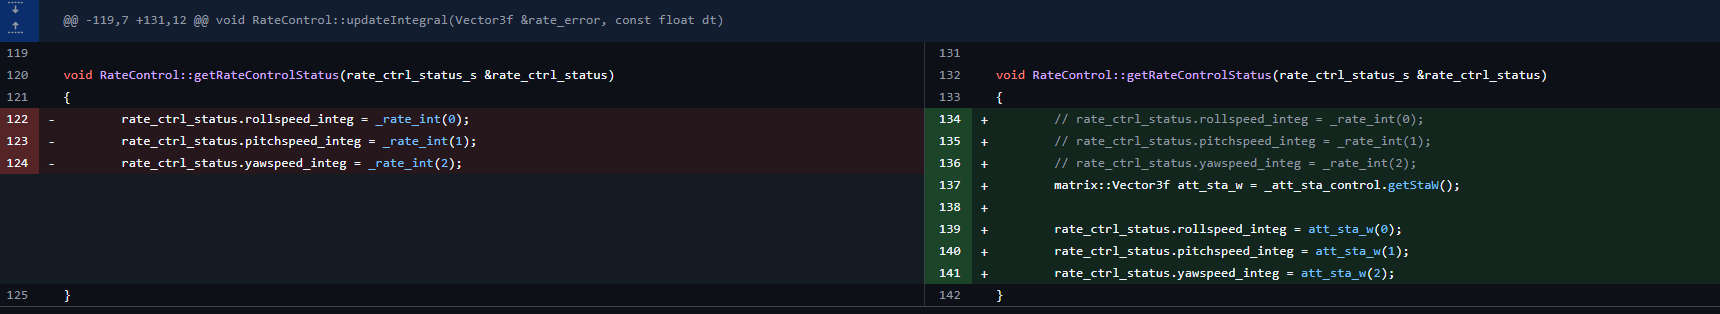 @@ -119,7 +131,12 @@ void RateControl::updateIntegral(Vector3f &rate_error, const float dt)
119
120 void RateControl::getRateControlStatus(rate_ctrl_status_s &rate_ctrl_status)
121 {
122 - rate_ctrl_status.rollspeed_integ = _rate_int(0);
123 - rate_ctrl_status.pitchspeed_integ = _rate_int(1);
124 - rate_ctrl_status.yawspeed_integ = _rate_int(2);
125 }
131
132 void RateControl::getRateControlStatus(rate_ctrl_status_s &rate_ctrl_status)
133 {
134 + // rate_ctrl_status.rollspeed_integ = _rate_int(0);
135 + // rate_ctrl_status.pitchspeed_integ = _rate_int(1);
136 + // rate_ctrl_status.yawspeed_integ = _rate_int(2);
137 + matrix::Vector3f att_sta_w = _att_sta_control.getStaW();
138 +
139 + rate_ctrl_status.rollspeed_integ = att_sta_w(0);
140 + rate_ctrl_status.pitchspeed_integ = att_sta_w(1);
141 + rate_ctrl_status.yawspeed_integ = att_sta_w(2);
142 }